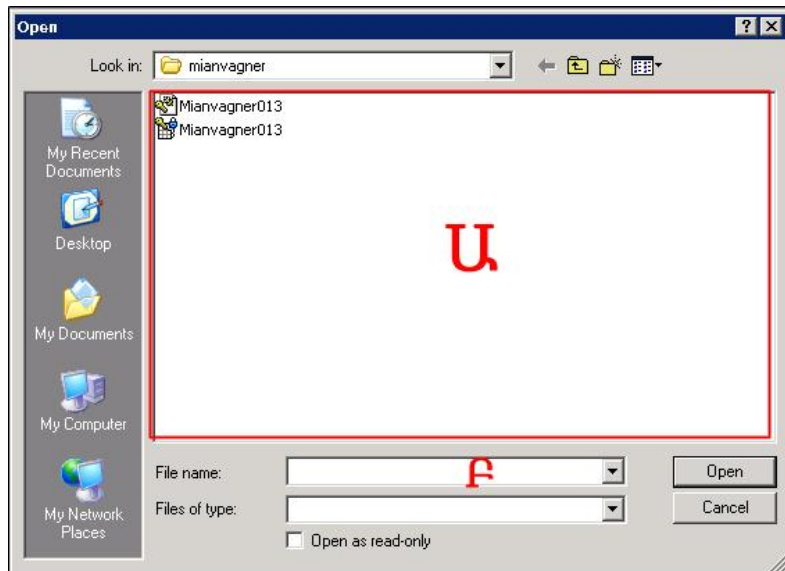 Open
Look in: mianvagner
Mianvagner013
Mianvagner013
My Recent
Documents
Desktop
My Documents
My Computer
My Network
Places
Ա
File name: Բ Open
Files of type: Cancel
Open as read-only